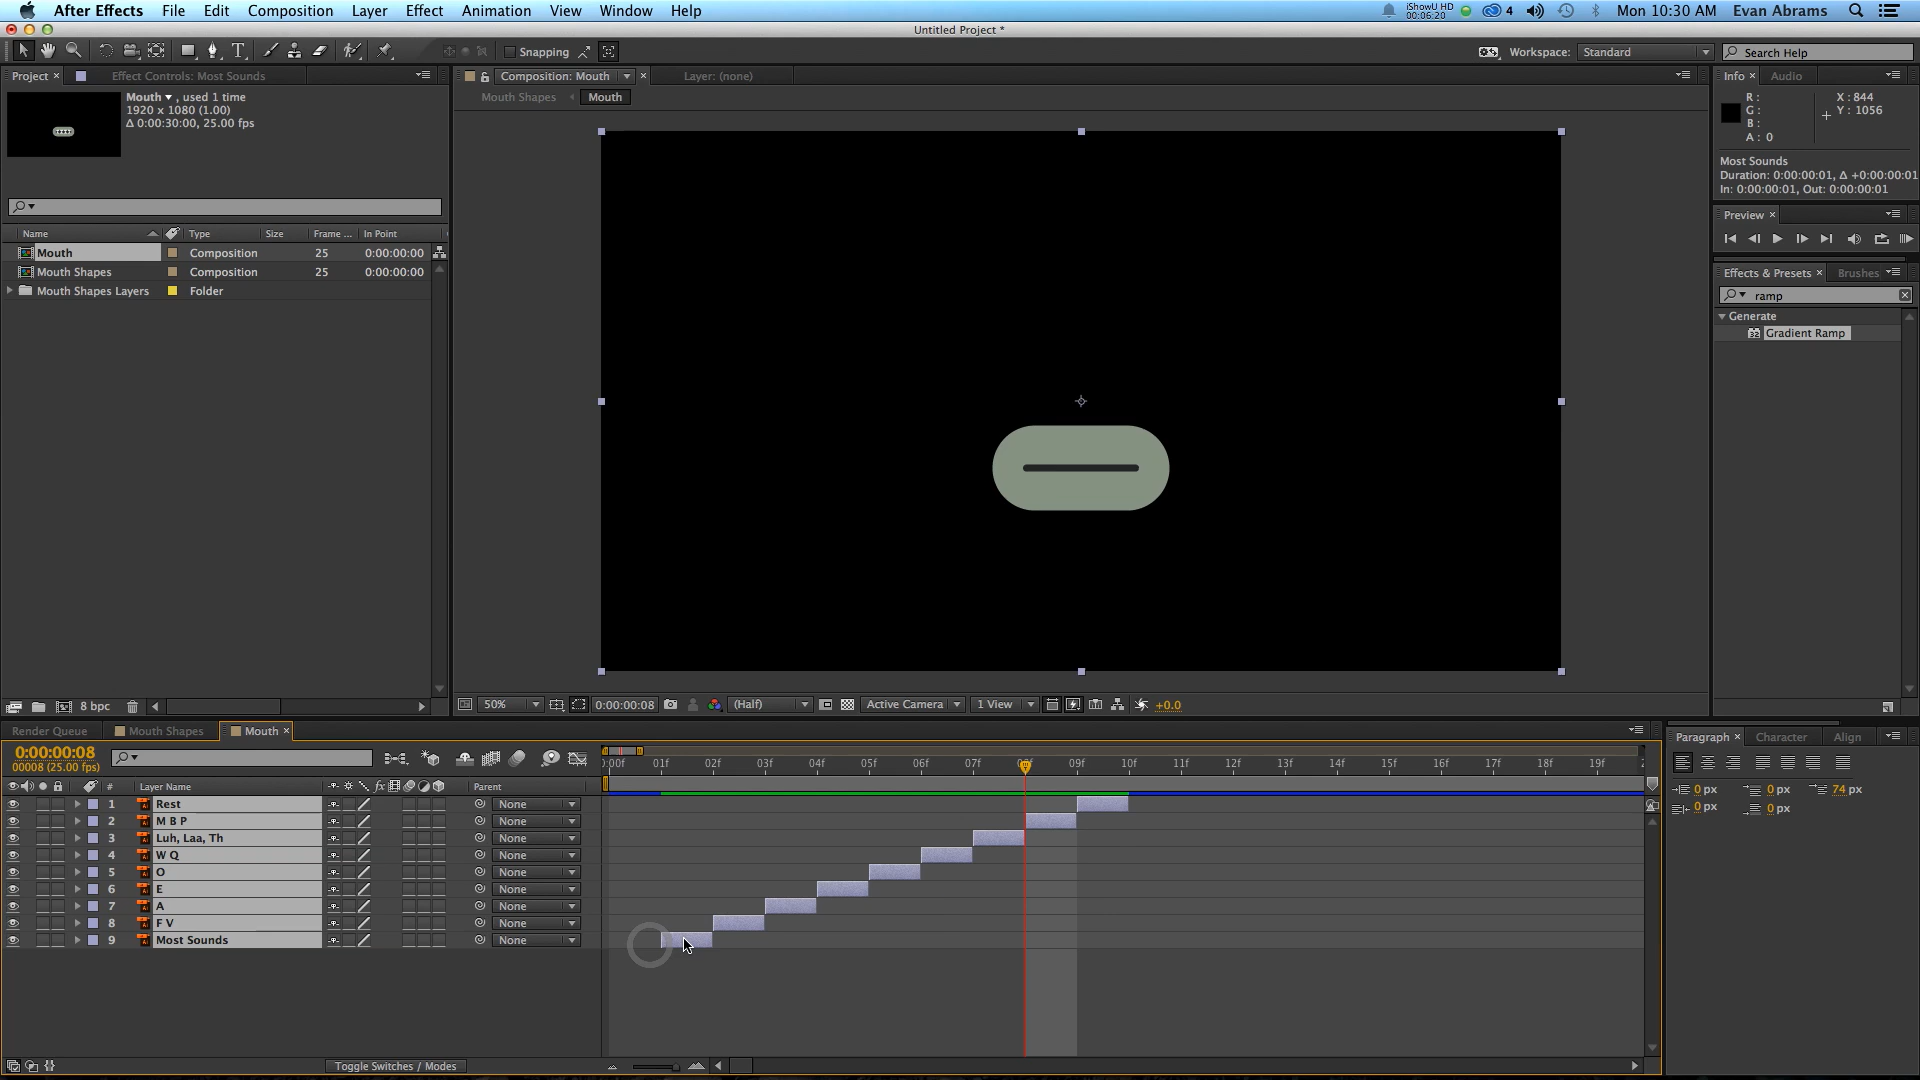 After Effects File Edit Composition Layer Effect Animation View Window Help iShowU HD 00:06:20 4 Mon 10:30 AM Evan Abrams
Untitled Project *
T Snapping Workspace: Standard Search Help
Project × Effect Controls: Most Sounds Composition: Mouth × Layer: (none) Info × Audio
Mouth , used 1 time
1920 x 1080 (1.00)
Δ 0:00:30:00, 25.00 fps
Mouth Shapes Mouth
R :
G :
B :
A : 0
X : 844
Y : 1056
Most Sounds
Duration: 0:00:00:01, Δ +0:00:00:01
In: 0:00:00:01, Out: 0:00:00:01
Preview ×
Name Type Size Frame ... In Point
Mouth Composition 25 0:00:00:00
Mouth Shapes Composition 25 0:00:00:00
Mouth Shapes Layers Folder
Effects & Presets × Brushes
ramp
Generate
32 Gradient Ramp
8 bpc
50% 0:00:00:08 (Half) Active Camera 1 View +0.0
Render Queue Mouth Shapes Mouth ×
0:00:00:08
00008 (25.00 fps)
# Layer Name fx Parent
01f 02f 03f 04f 05f 06f 07f 09f 10f 11f 12f 13f 14f 15f 16f 17f 18f 19f
1 Rest None
2 M B P None
3 Luh, Laa, Th None
4 W Q None
5 O None
6 E None
7 A None
8 F V None
9 Most Sounds None
Toggle Switches / Modes
Paragraph × Character Align
0 px 0 px 74 px
0 px 0 px